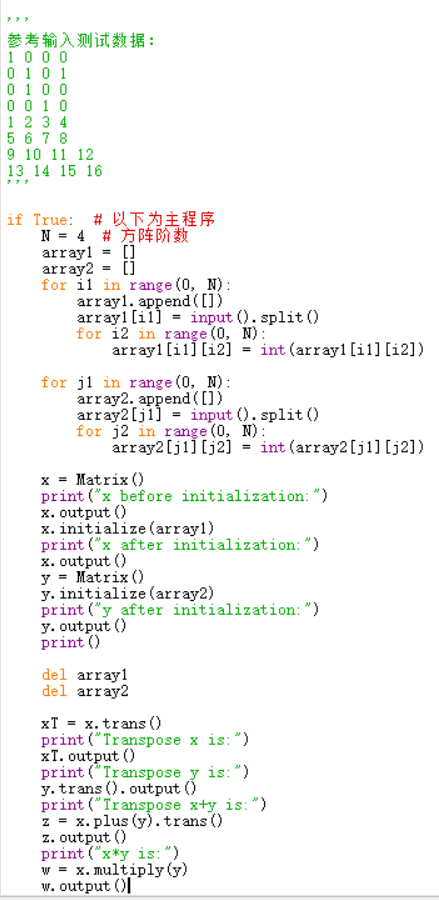 '''
参考输入测试数据：
1 0 0 0
0 1 0 1
0 1 0 0
0 0 1 0
1 2 3 4
5 6 7 8
9 10 11 12
13 14 15 16
'''
if True:  # 以下为主程序
    N = 4  # 方阵阶数
    array1 = []
    array2 = []
    for i1 in range(0, N):
        array1.append([])
        array1[i1] = input().split()
        for i2 in range(0, N):
            array1[i1][i2] = int(array1[i1][i2])
    for j1 in range(0, N):
        array2.append([])
        array2[j1] = input().split()
        for j2 in range(0, N):
            array2[j1][j2] = int(array2[j1][j2])
    x = Matrix()
    print("x before initialization:")
    x.output()
    x.initialize(array1)
    print("x after initialization:")
    x.output()
    y = Matrix()
    y.initialize(array2)
    print("y after initialization:")
    y.output()
    print()
    del array1
    del array2
    xT = x.trans()
    print("Transpose x is:")
    xT.output()
    print("Transpose y is:")
    y.trans().output()
    print("Transpose x+y is:")
    z = x.plus(y).trans()
    z.output()
    print("x*y is:")
    w = x.multiply(y)
    w.output()